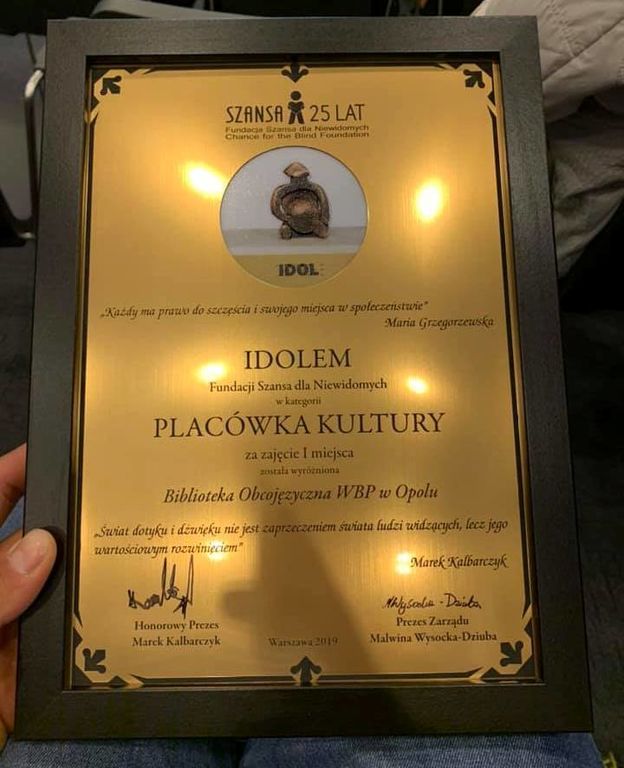 SZANSA 25 LAT
Fundacja Szansa dla Niewidomych
Chance for the Blind Foundation
IDOL
„Każdy ma prawo do szczęścia i swojego miejsca w społeczeństwie”
Maria Grzegorzewska
IDOLEM
Fundacji Szansa dla Niewidomych
w kategorii
PLACÓWKA KULTURY
za zajęcie I miejsca
została wyróżniona
Biblioteka Obcojęzyczna WBP w Opolu
„Świat dotyku i dźwięku nie jest zaprzeczeniem świata ludzi widzących, lecz jego
wartościowym rozwinięciem”
Marek Kalbarczyk
MWysocka-Dziuba
Honorowy Prezes
Marek Kalbarczyk
Warszawa 2019
Prezes Zarządu
Malwina Wysocka-Dziuba